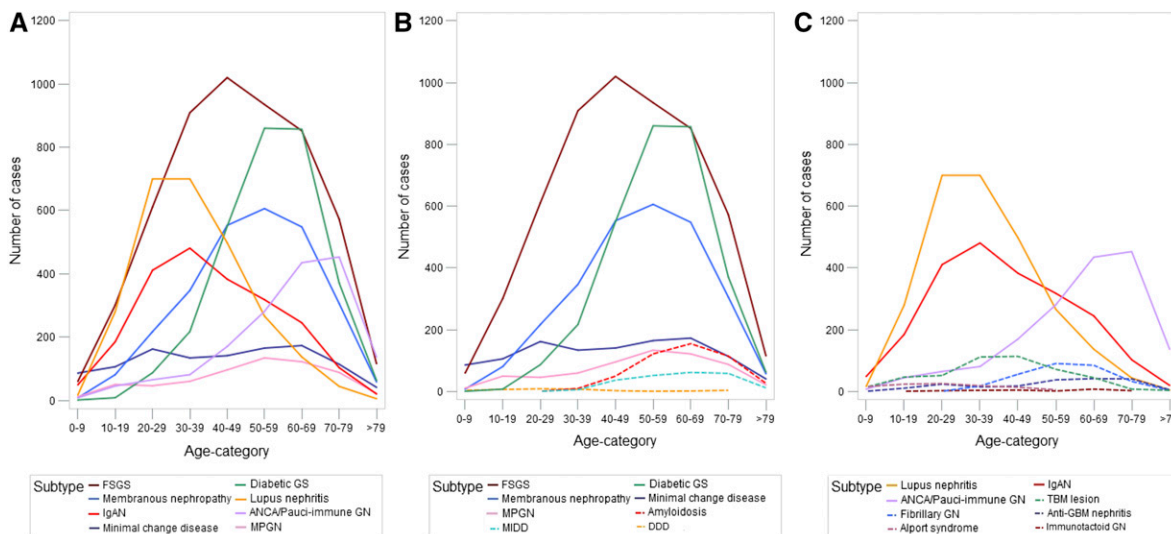 A
1200
1000
800
600
400
200
0
Number of cases
0-9 10-19 20-29 30-39 40-49 50-59 60-69 70-79 >79
Age-category
Subtype
FSGS Diabetic GS
Membranous nephropathy Lupus nephritis
IgAN ANCA/Pauci-immune GN
Minimal change disease MPGN
B
1200
1000
800
600
400
200
0
Number of cases
0-9 10-19 20-29 30-39 40-49 50-59 60-69 70-79 >79
Age-category
Subtype
FSGS Diabetic GS
Membranous nephropathy Minimal change disease
MPGN Amyloidosis
MIDD DDD
C
1200
1000
800
600
400
200
0
Number of cases
0-9 10-19 20-29 30-39 40-49 50-59 60-69 70-79 >7
Age-category
Subtype
Lupus nephritis IgAN
ANCA/Pauci-immune GN TBM lesion
Fibrillary GN Anti-GBM nephritis
Alport syndrome Immunotactoid GN